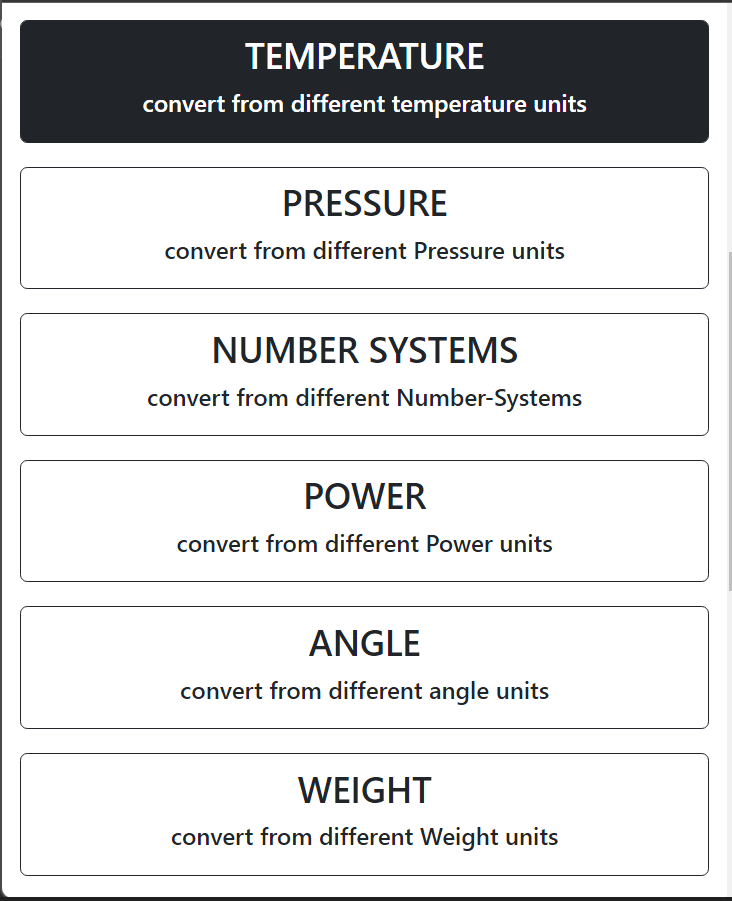 TEMPERATURE
convert from different temperature units
PRESSURE
convert from different Pressure units
NUMBER SYSTEMS
convert from different Number-Systems
POWER
convert from different Power units
ANGLE
convert from different angle units
WEIGHT
convert from different Weight units